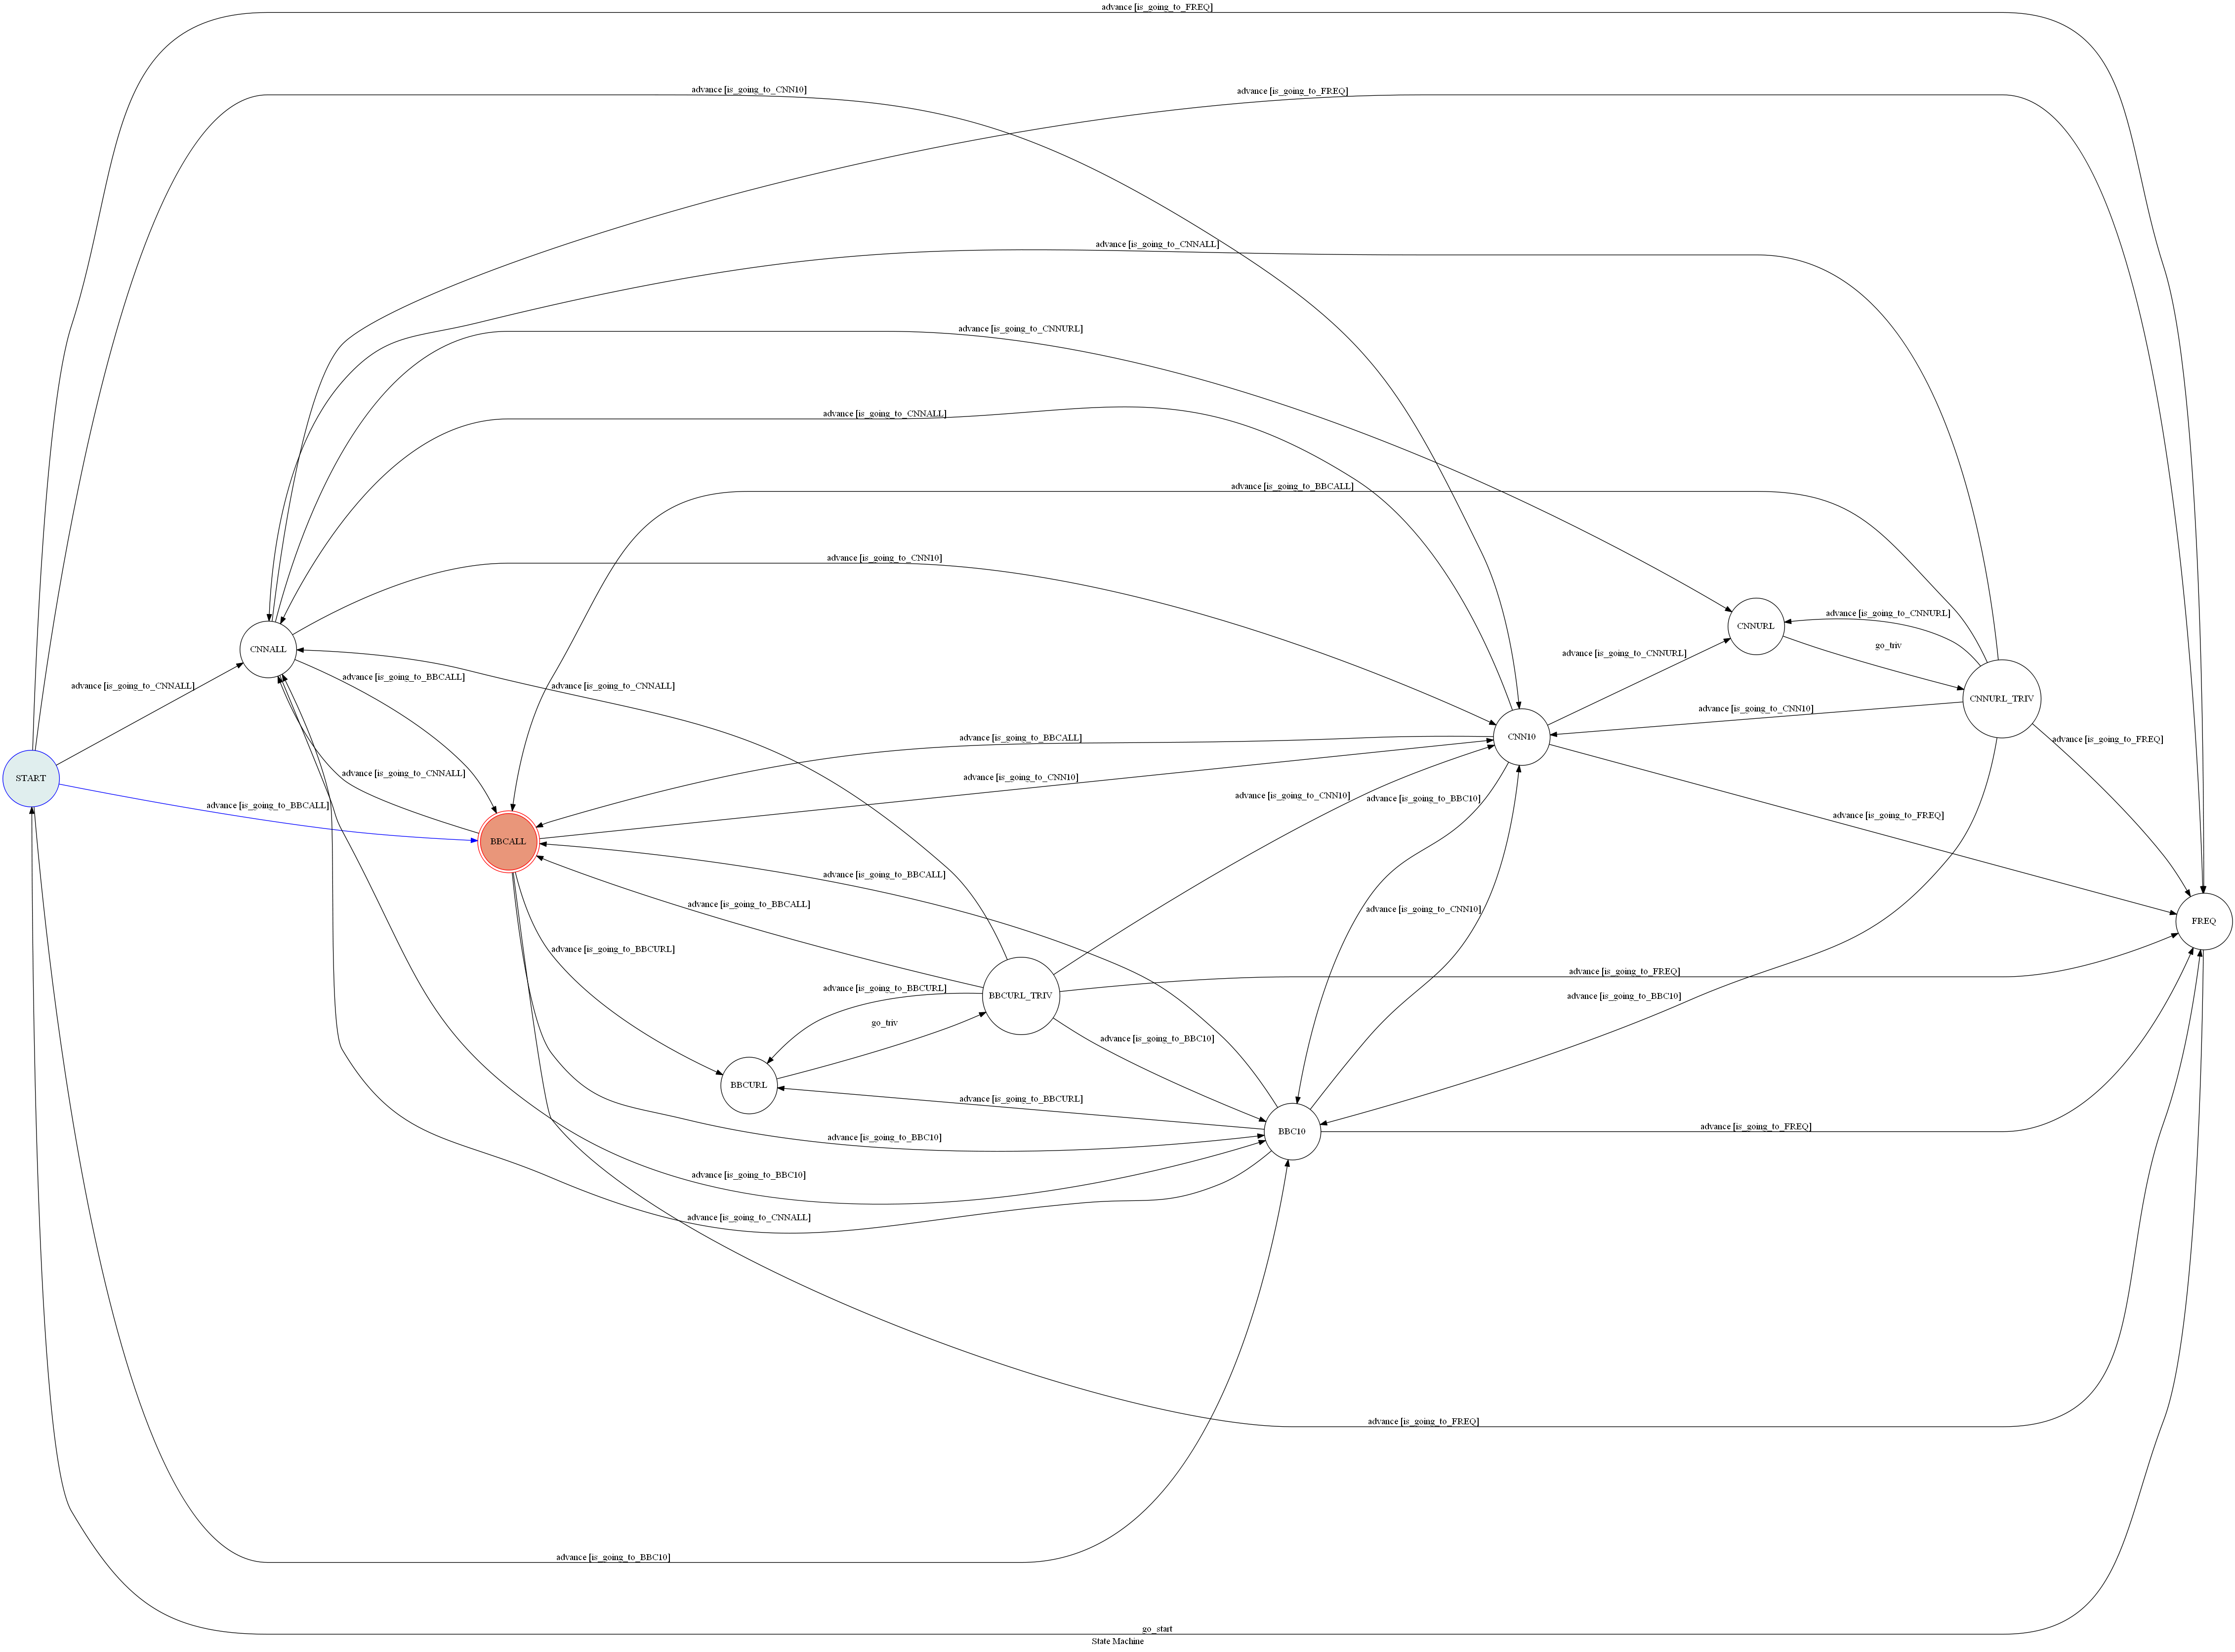 advance [is_going_to_FREQ]
advance [is_going_to_CNN10]
advance [is_going_to_FREQ]
advance [is_going_to_CNNALL]
advance [is_going_to_CNNURL]
advance [is_going_to_CNNALL]
advance [is_going_to_BBCALL]
advance [is_going_to_CNN10]
advance [is_going_to_CNNURL]
CNNURL
go_triv
CNNALL
advance [is_going_to_CNNURL]
advance [is_going_to_BBCALL]
advance [is_going_to_CNNALL]
advance [is_going_to_CNNALL]
CNNURL_TRIV
advance [is_going_to_CNN10]
CNN10
advance [is_going_to_BBCALL]
advance [is_going_to_FREQ]
START
advance [is_going_to_CNNALL]
advance [is_going_to_CNN10]
advance [is_going_to_CNN10]
advance [is_going_to_BBC10]
advance [is_going_to_BBCALL]
advance [is_going_to_FREQ]
BBCALL
advance [is_going_to_BBCALL]
advance [is_going_to_BBCALL]
advance [is_going_to_CNN10]
FREQ
advance [is_going_to_BBCURL]
advance [is_going_to_FREQ]
advance [is_going_to_BBCURL]
BBCURL_TRIV
advance [is_going_to_BBC10]
go_triv
advance [is_going_to_BBC10]
BBCURL
advance [is_going_to_BBCURL]
advance [is_going_to_FREQ]
BBC10
advance [is_going_to_BBC10]
advance [is_going_to_BBC10]
advance [is_going_to_CNNALL]
advance [is_going_to_FREQ]
advance [is_going_to_BBC10]
go_start
State Machine